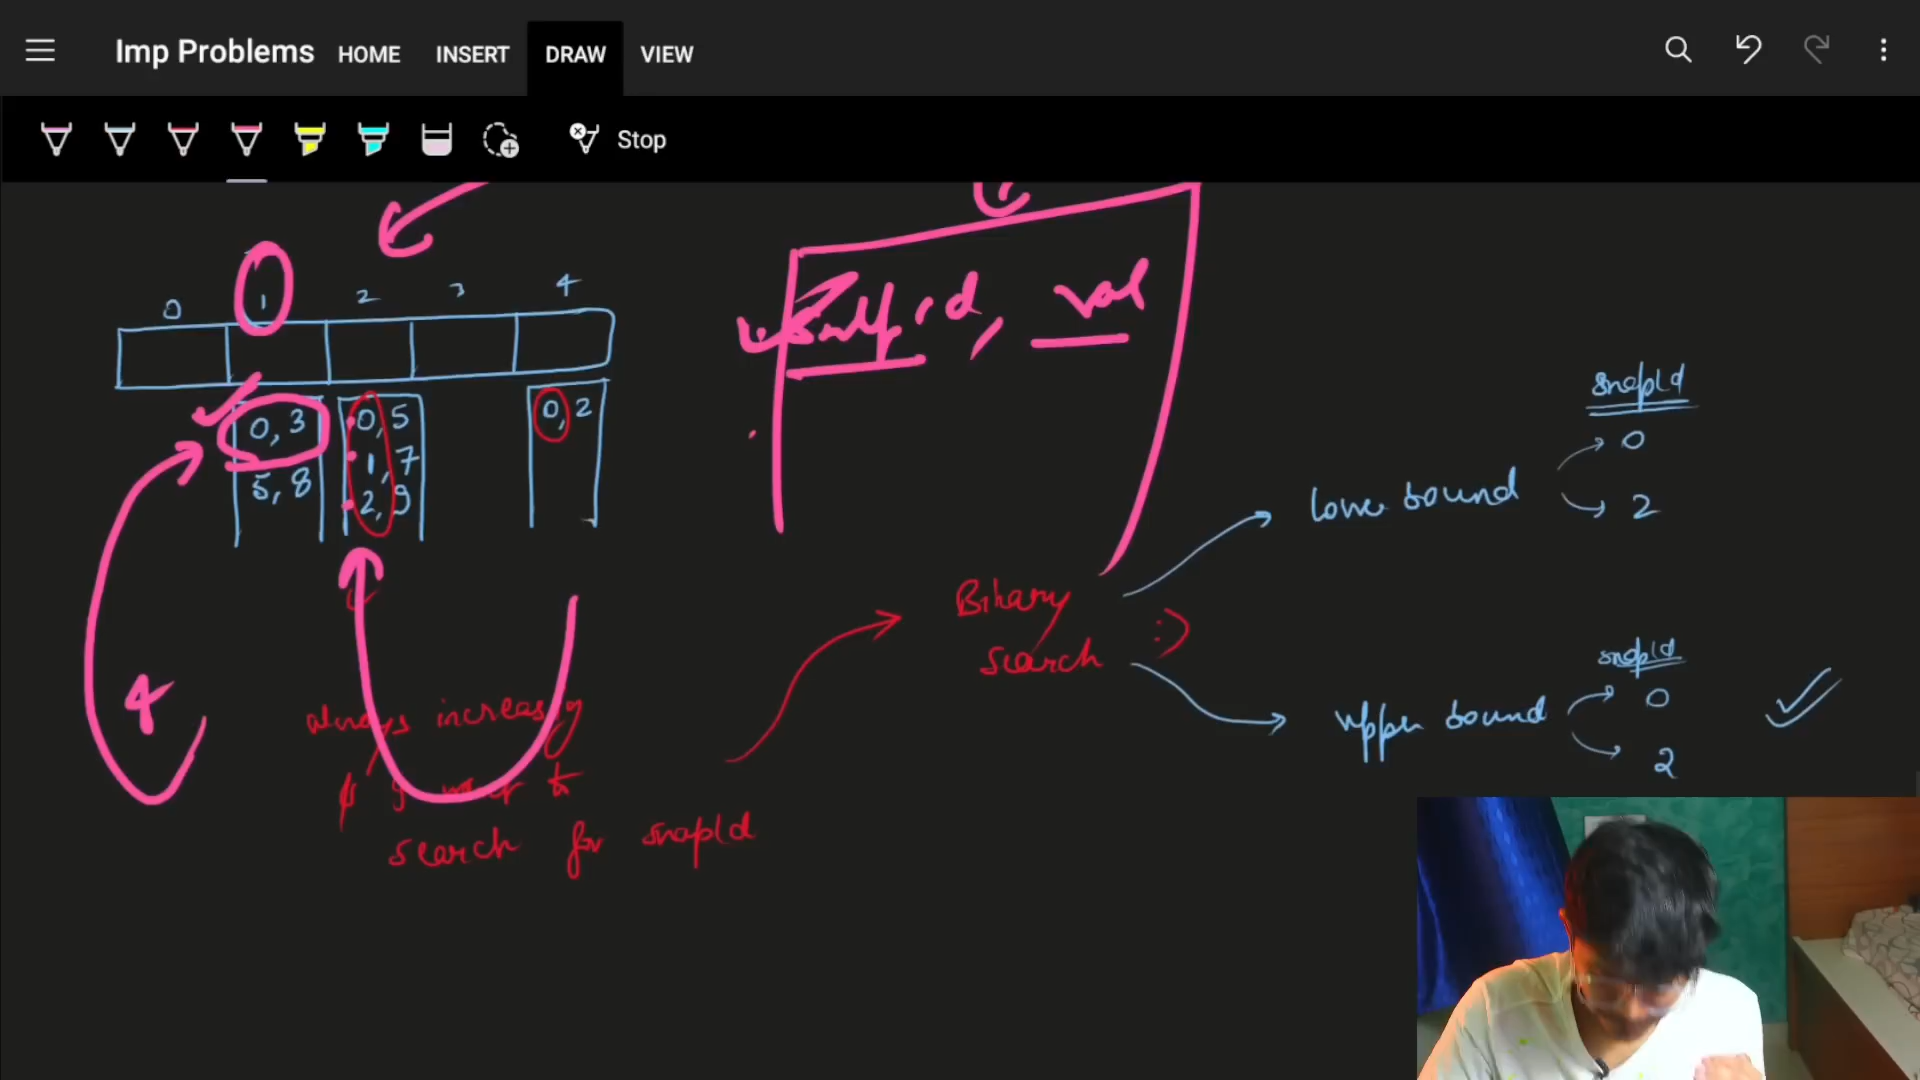 Imp Problems HOME INSERT DRAW VIEW
Stop
0 1 2 3 4
0, 3
5, 8
0, 5
1, 7
2, 9
0, 2
id, val
4
always increasing
search for snapId
Binary
search :)
lower bound
snapId
0
2
upper bound
snapId
0
2